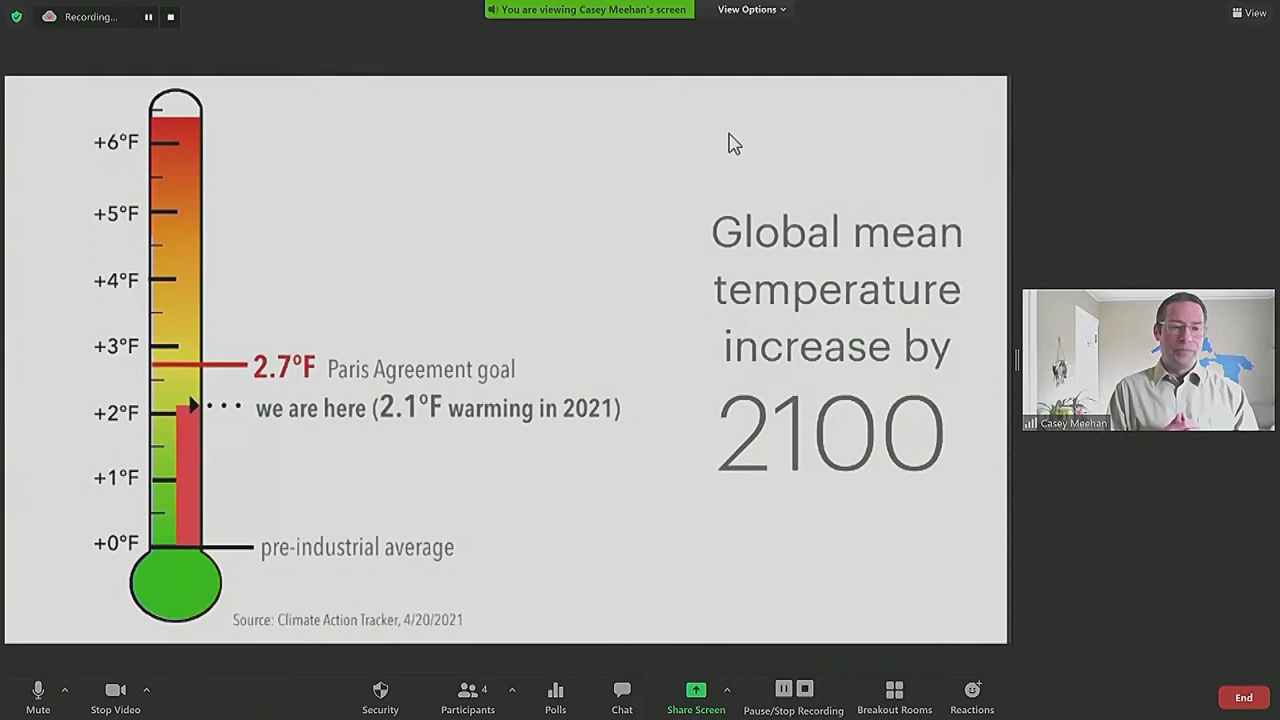 Recording...
You are viewing Casey Meehan's screen
View Options
View
+6°F
+5°F
+4°F
+3°F
2.7°F Paris Agreement goal
we are here (2.1°F warming in 2021)
+2°F
+1°F
+0°F
pre-industrial average
Source: Climate Action Tracker, 4/20/2021
Global mean
temperature
increase by
2100
Casey Meehan
Mute
Stop Video
Security
4
Participants
Polls
Chat
Share Screen
Pause/Stop Recording
Breakout Rooms
Reactions
End